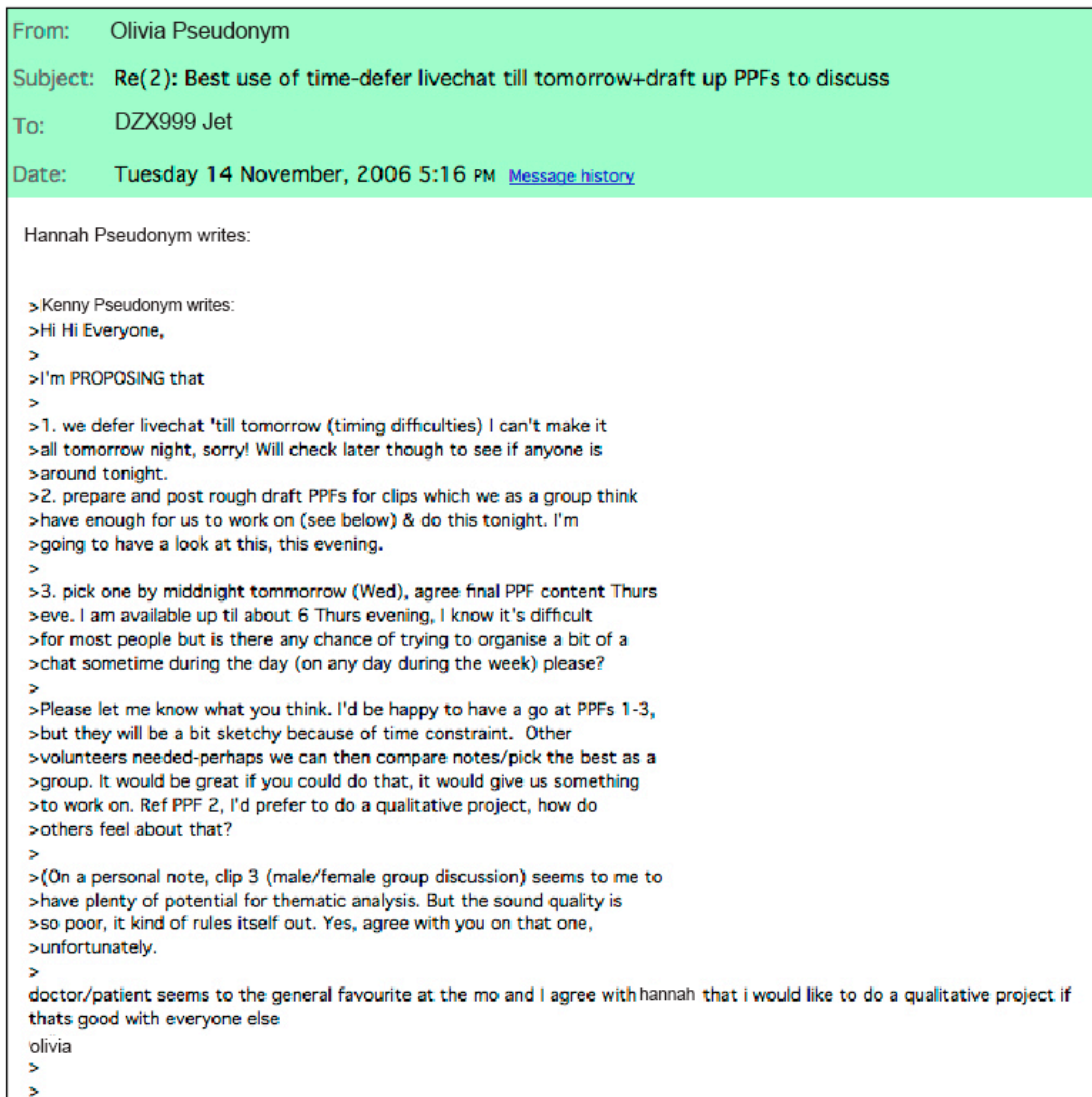 From: Olivia Pseudonym
Subject: Re(2): Best use of time-defer livechat till tomorrow+draft up PPFs to discuss
To: DZX999 Jet
Date: Tuesday 14 November, 2006 5:16 PM Message history
Hannah Pseudonym writes:
>Kenny Pseudonym writes:
>Hi Hi Everyone,
>
>I'm PROPOSING that
>
>1. we defer livechat 'till tomorrow (timing difficulties) I can't make it
>all tomorrow night, sorry! Will check later though to see if anyone is
>around tonight.
>2. prepare and post rough draft PPFs for clips which we as a group think
>have enough for us to work on (see below) & do this tonight. I'm
>going to have a look at this, this evening.
>
>3. pick one by middnight tommorrow (Wed), agree final PPF content Thurs
>eve. I am available up til about 6 Thurs evening, I know it's difficult
>for most people but is there any chance of trying to organise a bit of a
>chat sometime during the day (on any day during the week) please?
>
>Please let me know what you think. I'd be happy to have a go at PPFs 1-3,
>but they will be a bit sketchy because of time constraint.  Other
>volunteers needed-perhaps we can then compare notes/pick the best as a
>group. It would be great if you could do that, it would give us something
>to work on. Ref PPF 2, I'd prefer to do a qualitative project, how do
>others feel about that?
>
>(On a personal note, clip 3 (male/female group discussion) seems to me to
>have plenty of potential for thematic analysis. But the sound quality is
>so poor, it kind of rules itself out. Yes, agree with you on that one,
>unfortunately.
>
doctor/patient seems to the general favourite at the mo and I agree with hannah that i would like to do a qualitative project if
thats good with everyone else
olivia
>
>